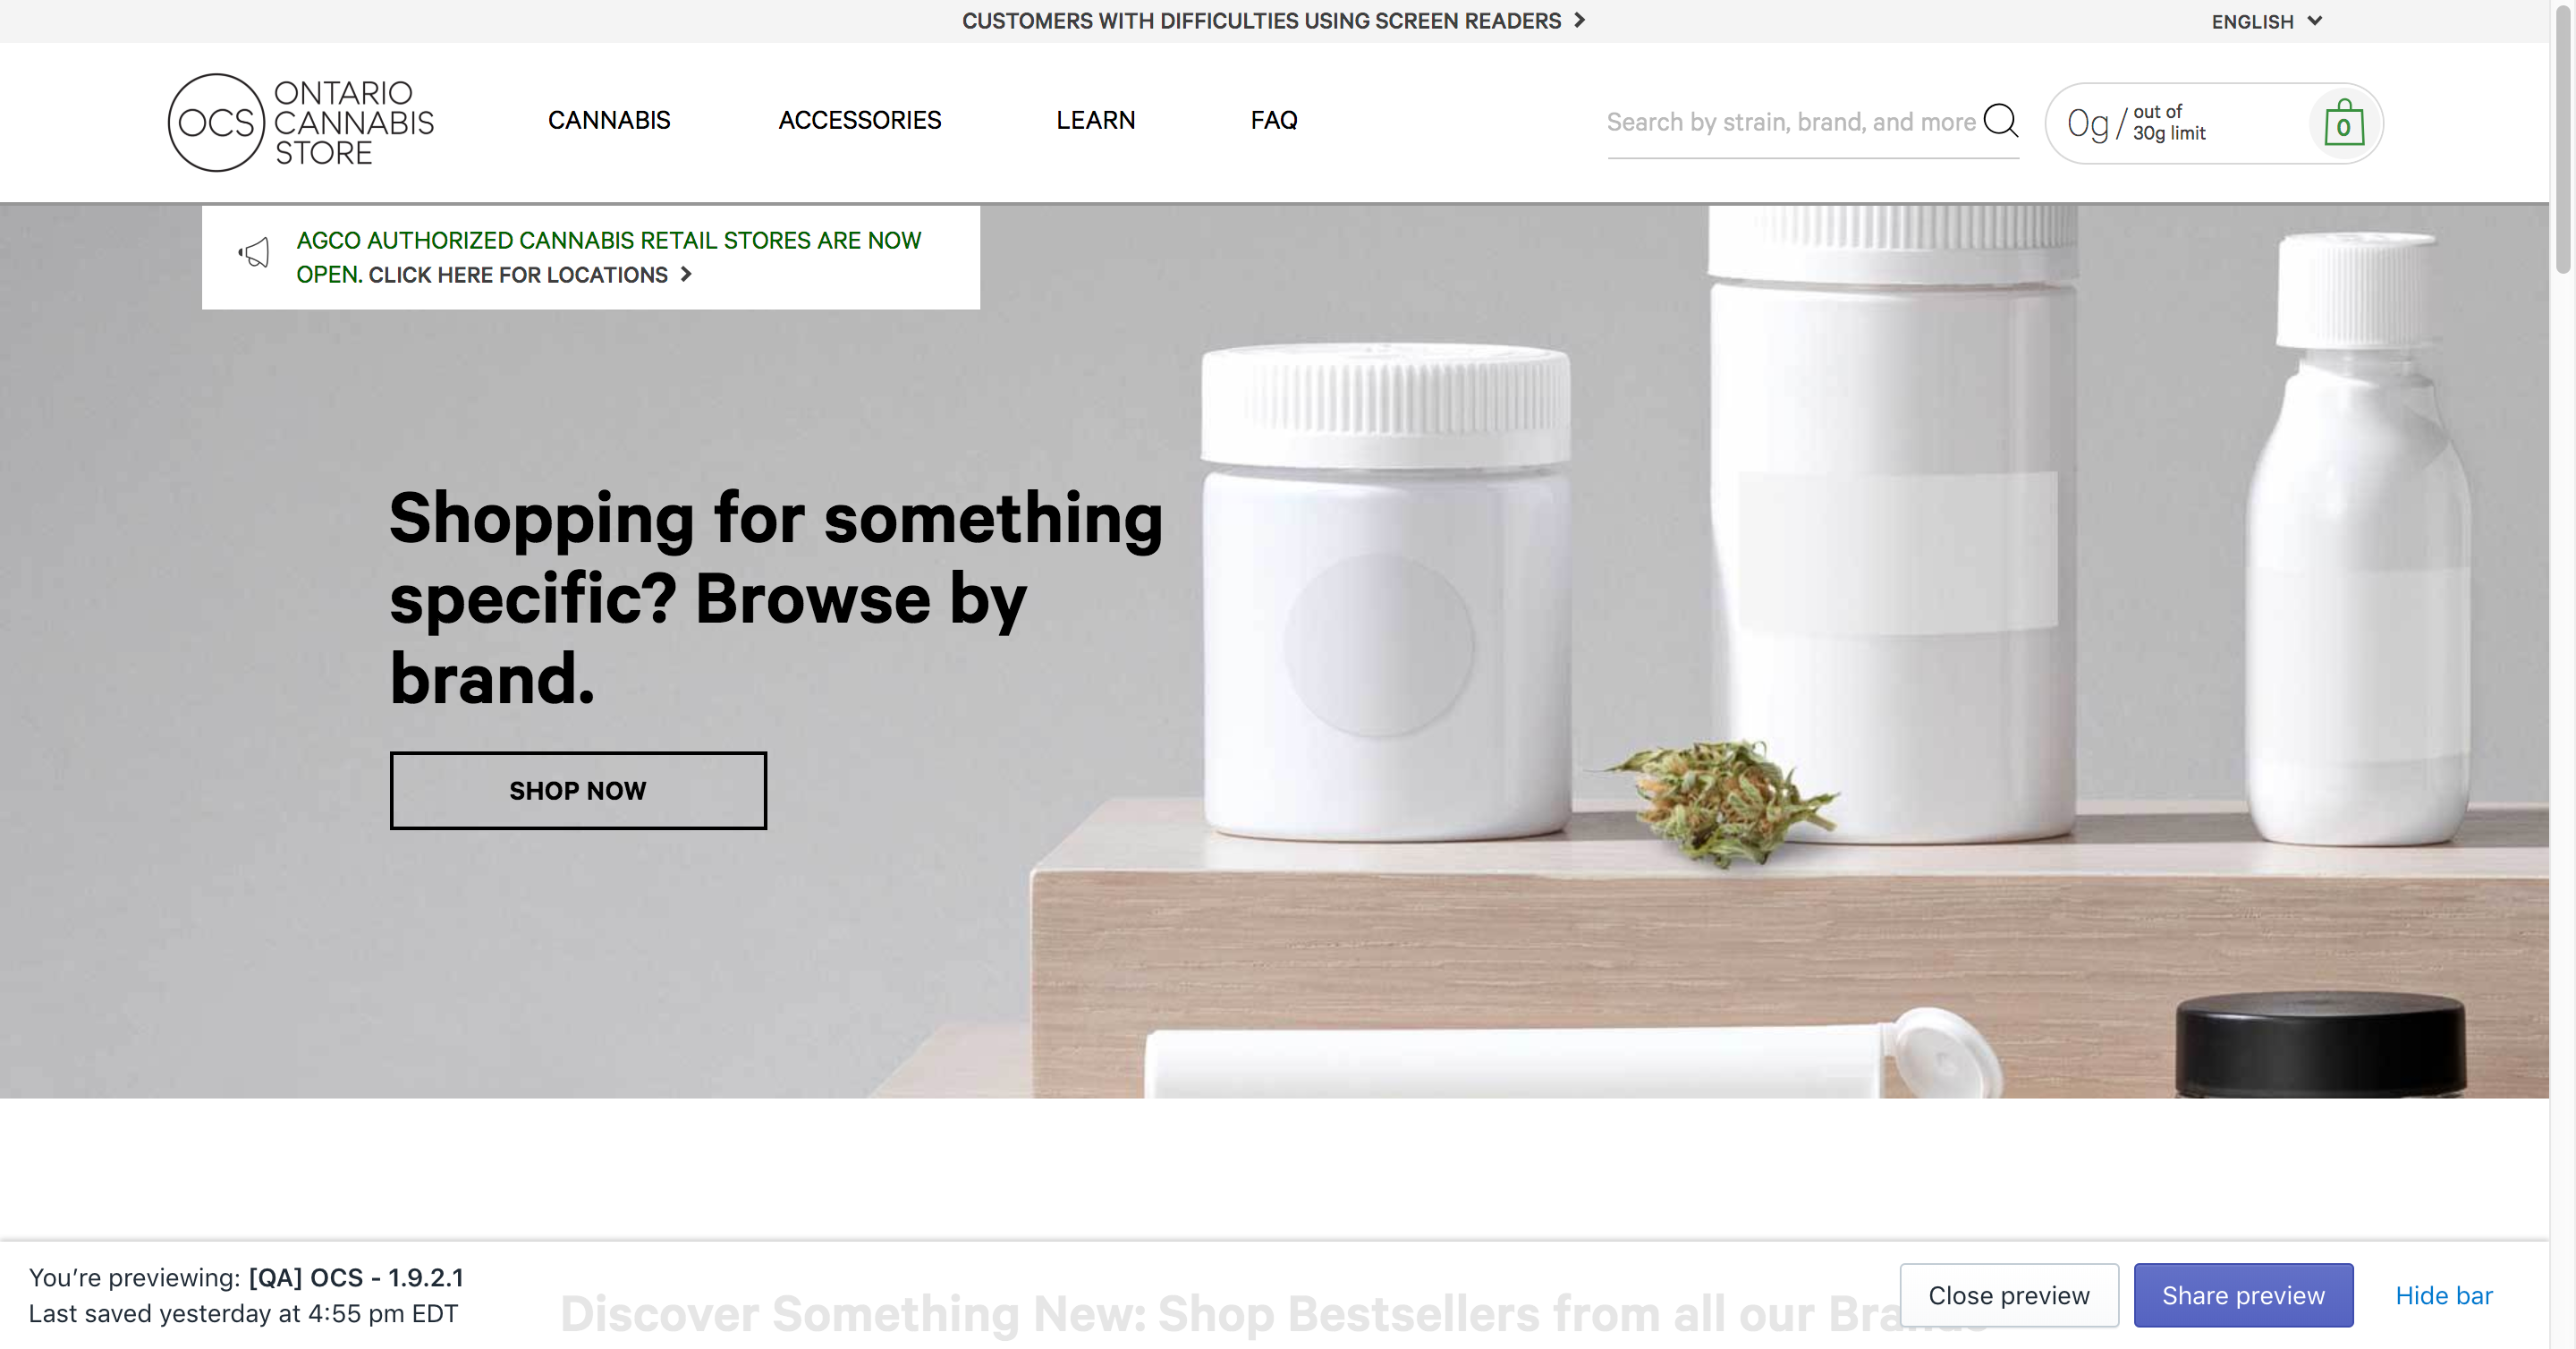 CUSTOMERS WITH DIFFICULTIES USING SCREEN READERS
ENGLISH
OCS
ONTARIO
CANNABIS
STORE
CANNABIS
ACCESSORIES
LEARN
FAQ
Search by strain, brand, and more
0g / out of
30g limit
0
AGCO AUTHORIZED CANNABIS RETAIL STORES ARE NOW
OPEN. CLICK HERE FOR LOCATIONS
Shopping for something
specific? Browse by
brand.
SHOP NOW
You’re previewing: [QA] OCS - 1.9.2.1
Last saved yesterday at 4:55 pm EDT
Discover Something New: Shop Bestsellers from all our Brands
Close preview
Share preview
Hide bar